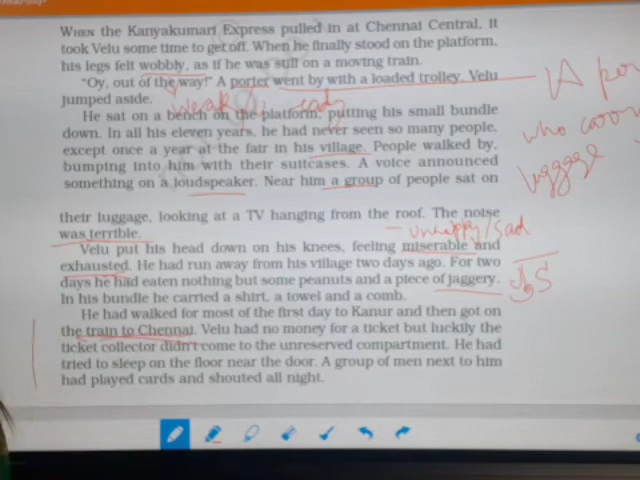 WHEN the Kanyakumari Express pulled in at Chennai Central, it
took Velu some time to get off. When he finally stood on the platform,
his legs felt wobbly, as if he was still on a moving train.
"Oy, out of the way!" A porter went by with a loaded trolley. Velu
jumped aside.
weak
He sat on a bench on the platform, putting his small bundle
down. In all his eleven years, he had never seen so many people,
except once a year at the fair in his village. People walked by,
bumping into him with their suitcases. A voice announced
something on a loudspeaker. Near him a group of people sat on
who
luggage
their luggage, looking at a TV hanging from the roof. The noise
was terrible.
- unhappy/sad
Velu put his head down on his knees, feeling miserable and
exhausted. He had run away from his village two days ago. For two
days he had eaten nothing but some peanuts and a piece of jaggery.
In his bundle he carried a shirt, a towel and a comb.
He had walked for most of the first day to Kanur and then got on
the train to Chennai. Velu had no money for a ticket but luckily the
ticket collector didn't come to the unreserved compartment. He had
tried to sleep on the floor near the door. A group of men next to him
had played cards and shouted all night.